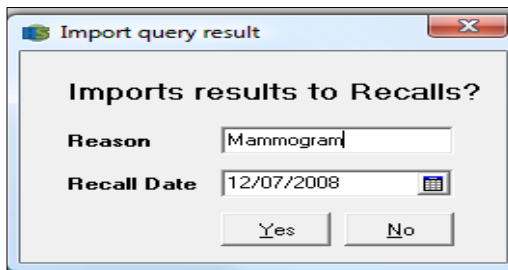 Import query result
Imports results to Recalls?
Reason Mammogram
Recall Date 12/07/2008
Yes No